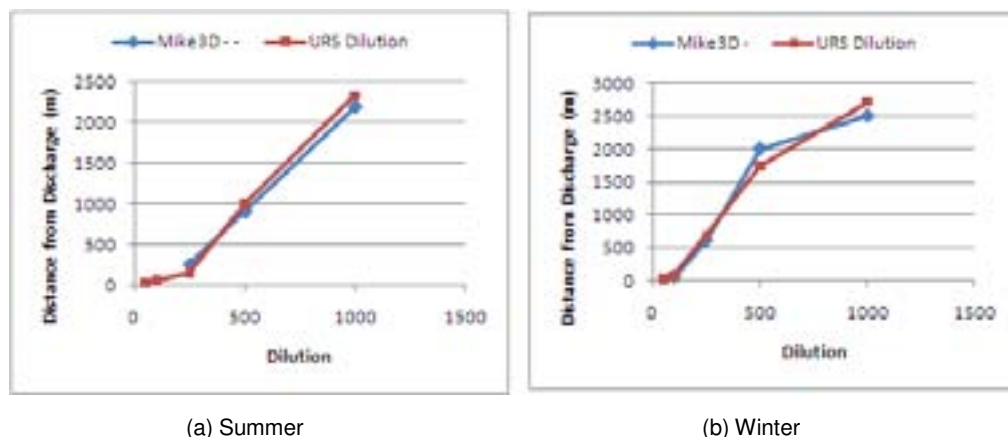 Mike3D - - URS Dilution
2500
2000
1500
1000
500
0
0 500 1000 1500
Distance from Discharge (m)
Dilution
(a) Summer
Mike3D - URS Dilution
3000
2500
2000
1500
1000
500
0
0 500 1000 1500
Distance from Discharge (m)
Dilution
(b) Winter